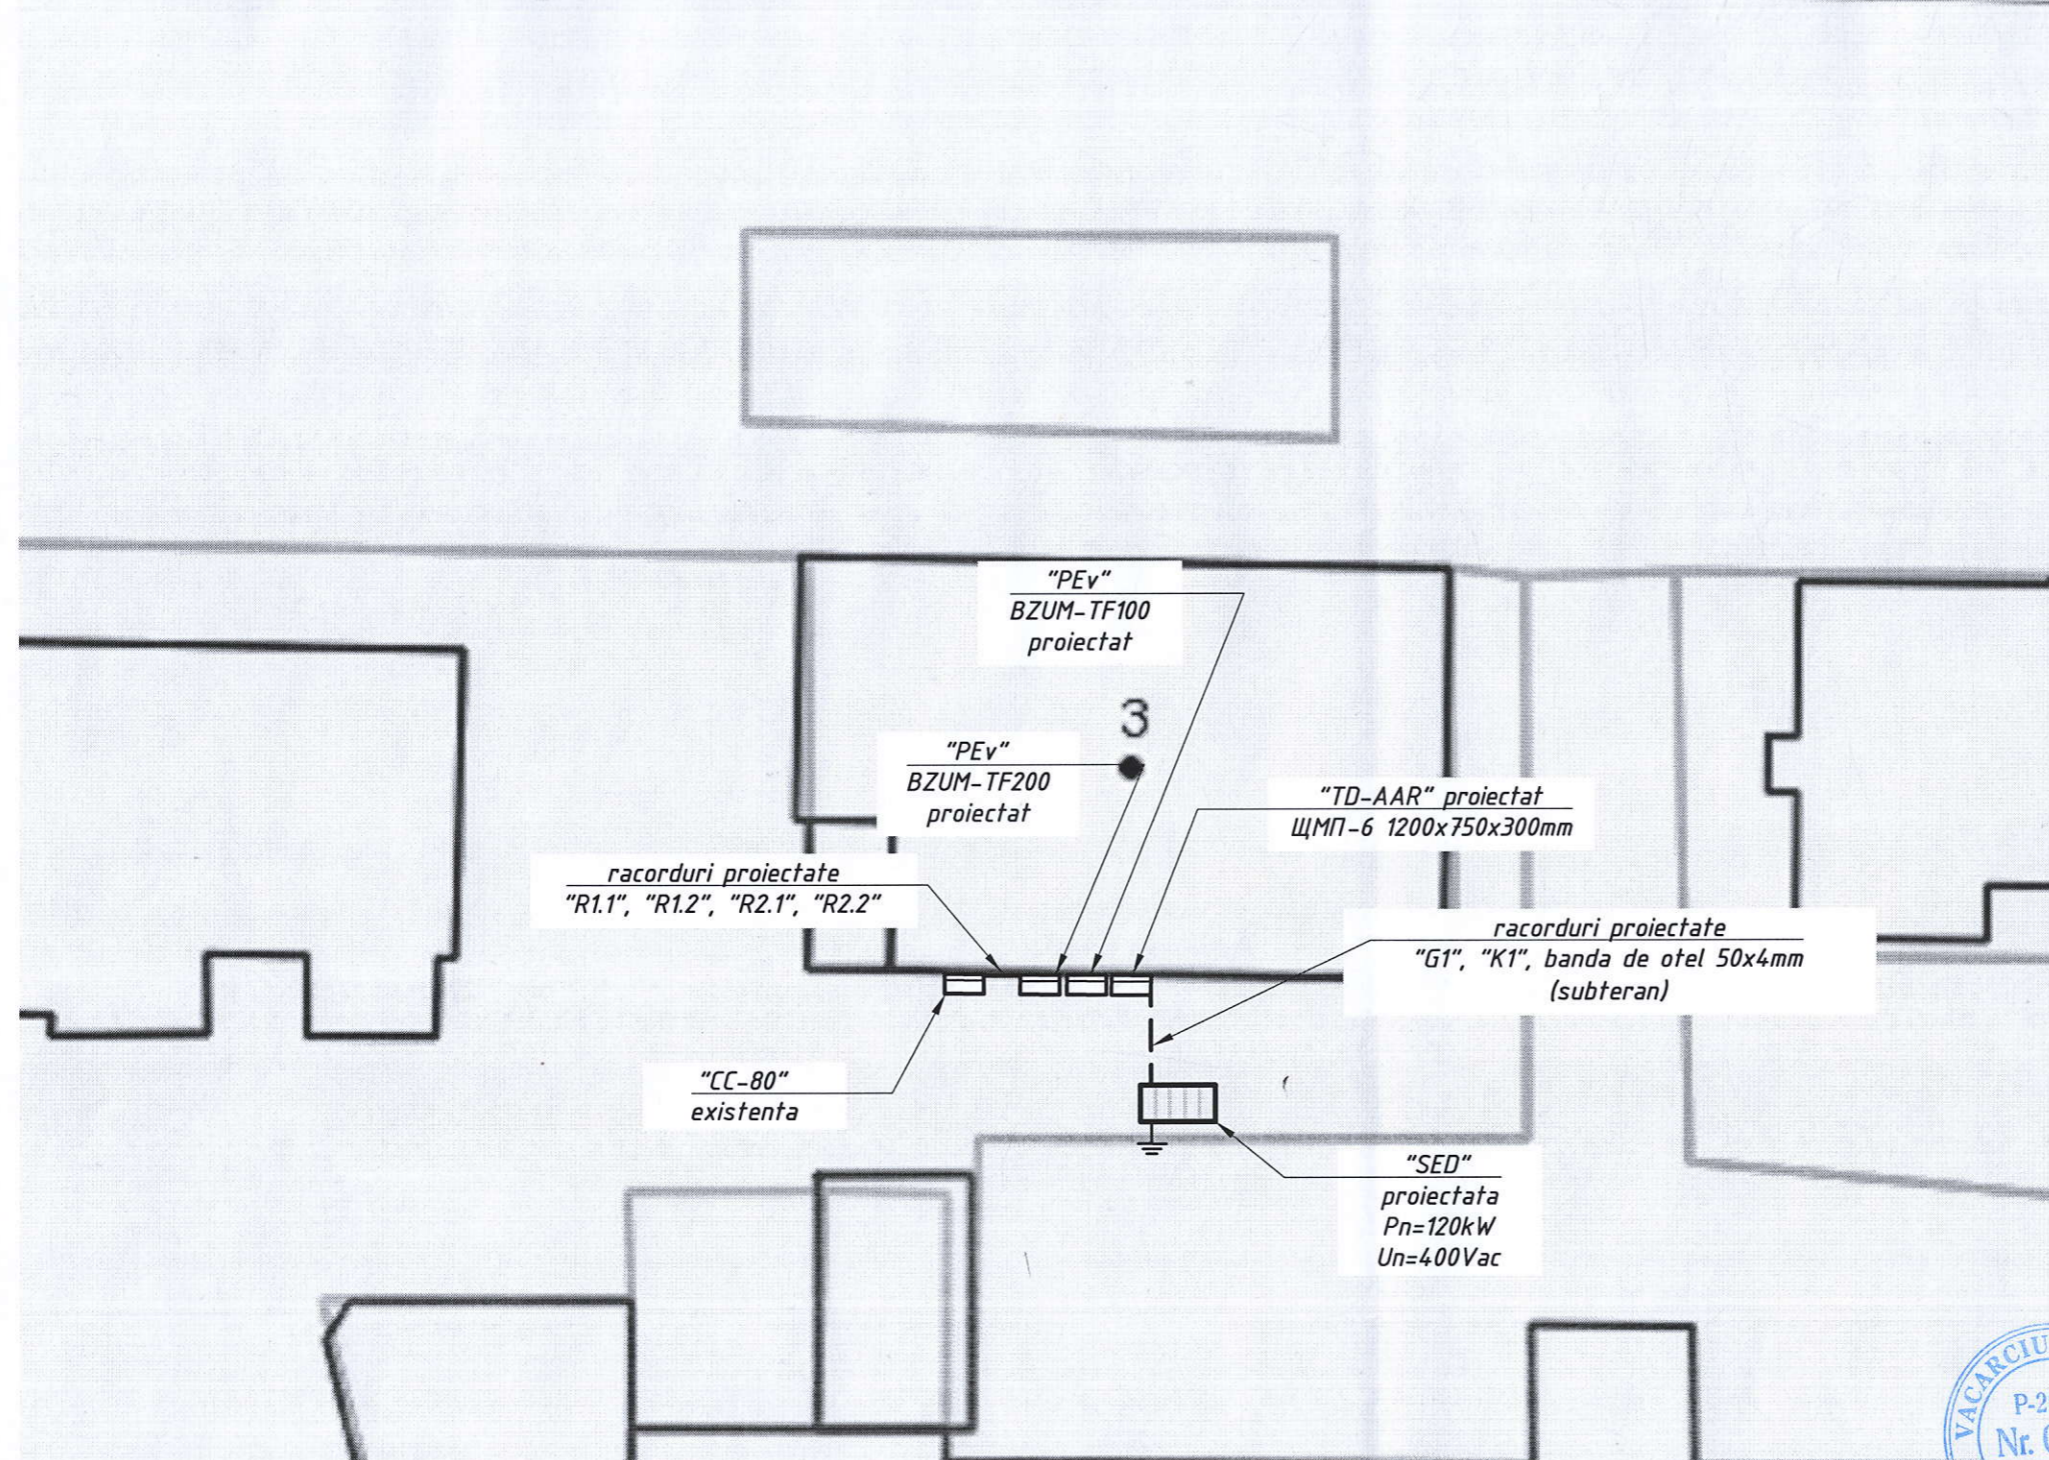 "PEv"
BZUM-TF100
proiectat
3
"PEv"
BZUM-TF200
proiectat
"TD-AAR" proiectat
ЩМП-6 1200x750x300mm
racorduri proiectate
"R1.1", "R1.2", "R2.1", "R2.2"
racorduri proiectate
"G1", "K1", banda de otel 50x4mm
(subteran)
"CC-80"
existenta
"SED"
proiectata
Pn=120kW
Un=400Vac
P-2
Nr.